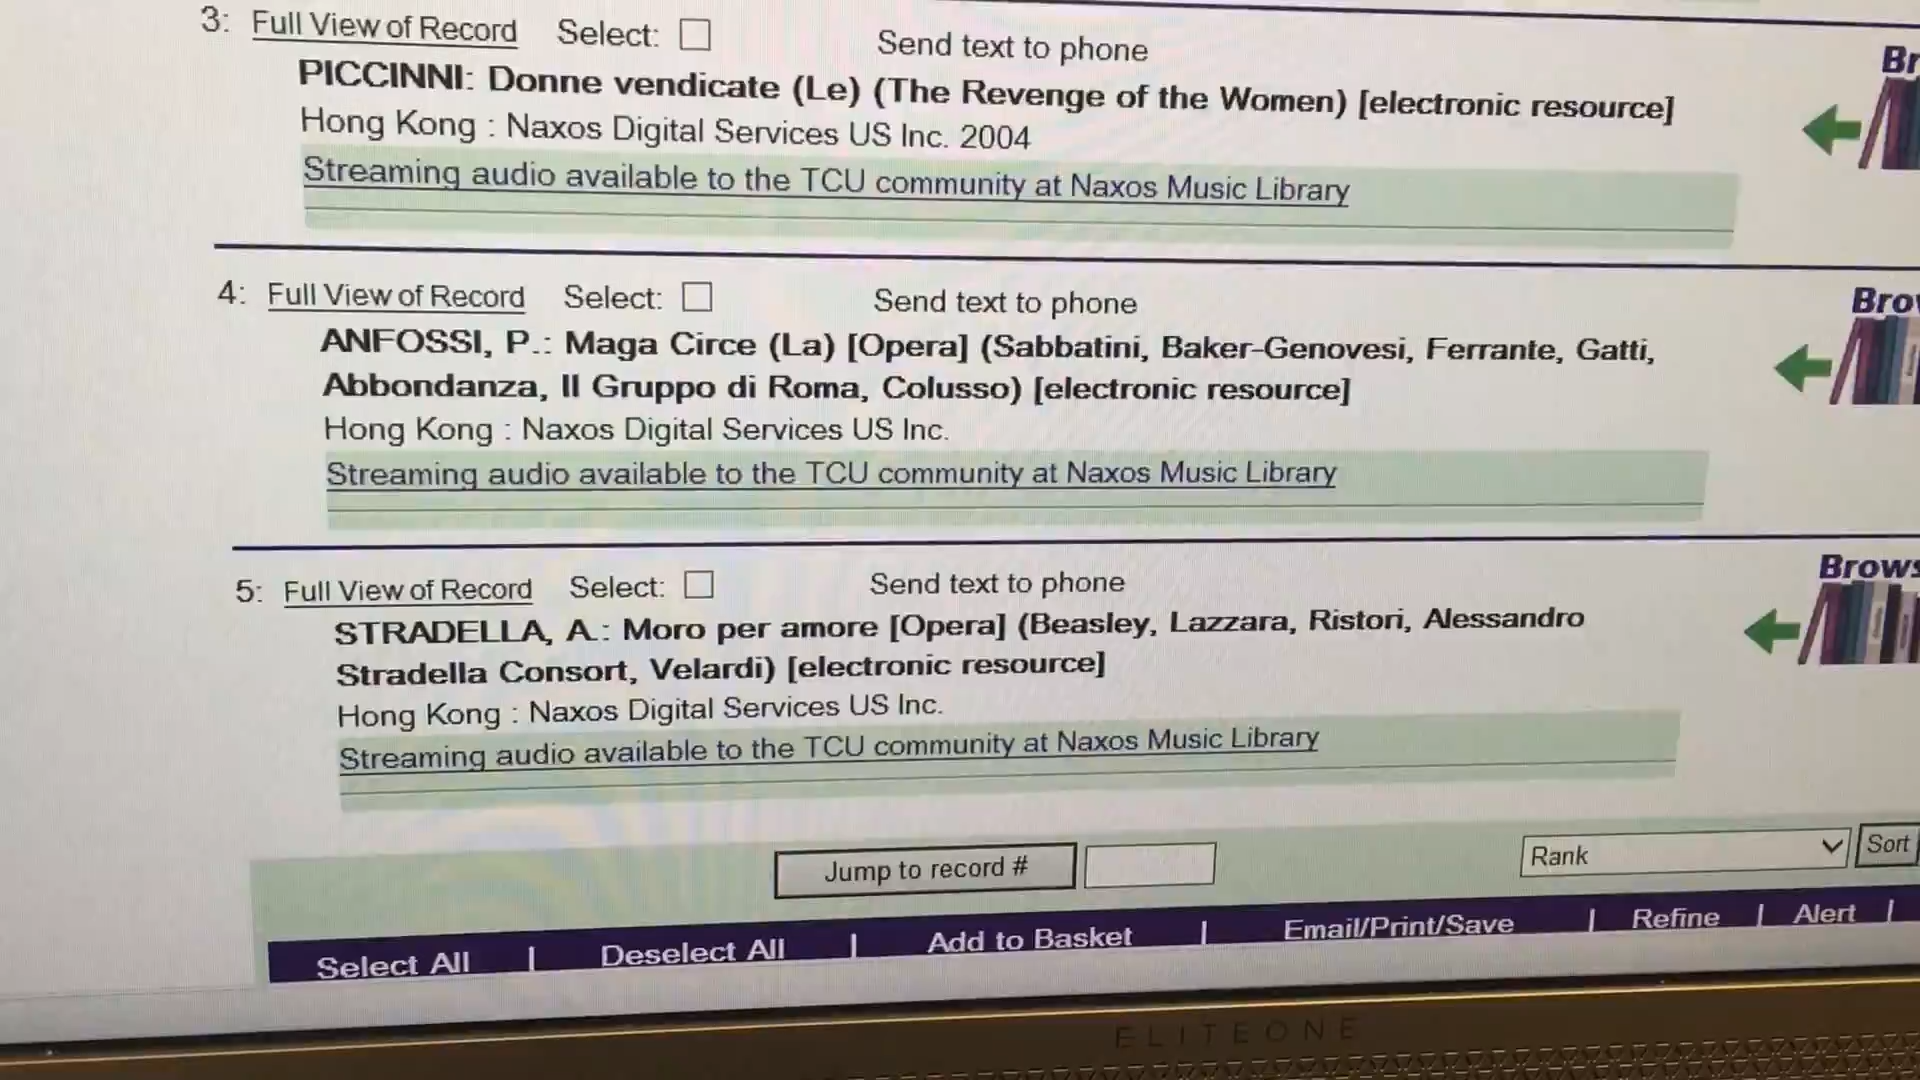 3: Full View of Record Select: Send text to phone
PICCINNI: Donne vendicate (Le) (The Revenge of the Women) [electronic resource]
Hong Kong : Naxos Digital Services US Inc. 2004
Streaming audio available to the TCU community at Naxos Music Library
4: Full View of Record Select: Send text to phone
ANFOSSI, P.: Maga Circe (La) [Opera] (Sabbatini, Baker-Genovesi, Ferrante, Gatti,
Abbondanza, Il Gruppo di Roma, Colusso) [electronic resource]
Hong Kong : Naxos Digital Services US Inc.
Streaming audio available to the TCU community at Naxos Music Library
5: Full View of Record Select: Send text to phone
STRADELLA, A.: Moro per amore [Opera] (Beasley, Lazzara, Ristori, Alessandro
Stradella Consort, Velardi) [electronic resource]
Hong Kong : Naxos Digital Services US Inc.
Streaming audio available to the TCU community at Naxos Music Library
Jump to record # Rank Sort
Select All | Deselect All | Add to Basket | Email/Print/Save | Refine | Alert |
ELITEONE